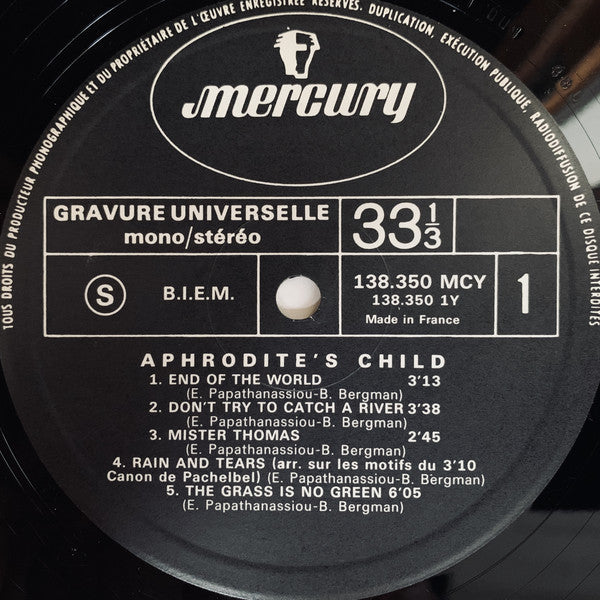 TOUS DROITS DU PRODUCTEUR PHONOGRAPHIQUE ET DU PROPRIÉTAIRE DE L'ŒUVRE ENREGISTRÉE RÉSERVÉS. DUPLICATION, EXÉCUTION PUBLIQUE, RADIODIFFUSION DE CE DISQUE INTERDITES
mercury
GRAVURE UNIVERSELLE
mono/stéréo
33 1/3
S
B.I.E.M.
138.350 MCY
138.350 1Y
Made in France
1
APHRODITE'S CHILD
1. END OF THE WORLD 3'13
(E. Papathanassiou-B. Bergman)
2. DON'T TRY TO CATCH A RIVER 3'38
(E. Papathanassiou-B. Bergman)
3. MISTER THOMAS 2'45
(E. Papathanassiou-B. Bergman)
4. RAIN AND TEARS (arr. sur les motifs du 3'10
Canon de Pachelbel) (E. Papathanassiou-B. Bergman)
5. THE GRASS IS NO GREEN 6'05
(E. Papathanassiou-B. Bergman)